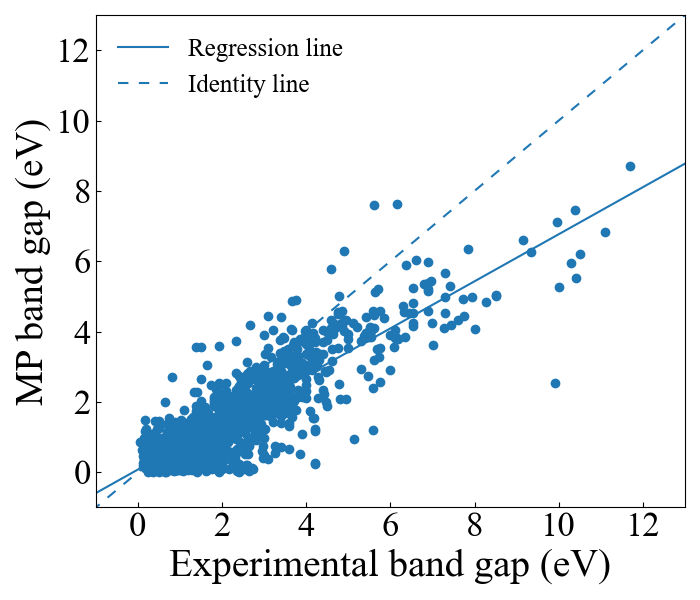 Regression line
Identity line
12
10
8
6
4
2
0
MP band gap (eV)
0 2 4 6 8 10 12
Experimental band gap (eV)